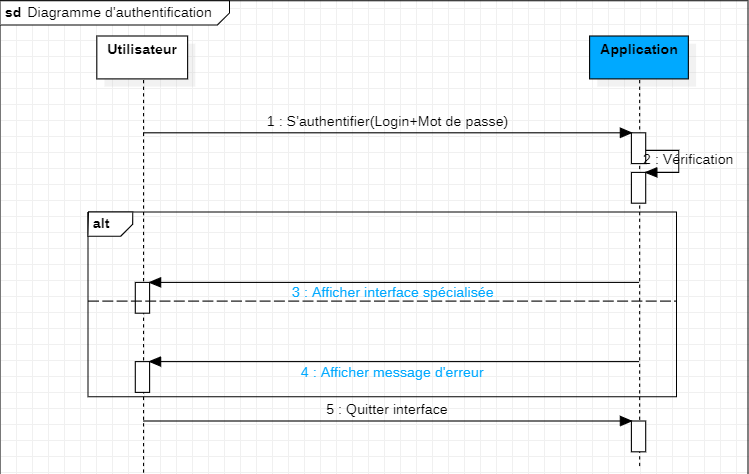 sd Diagramme d'authentification
Utilisateur
Application
1 : S'authentifier(Login+Mot de passe)
2 : Vérification
alt
3 : Afficher interface spécialisée
4 : Afficher message d'erreur
5 : Quitter interface